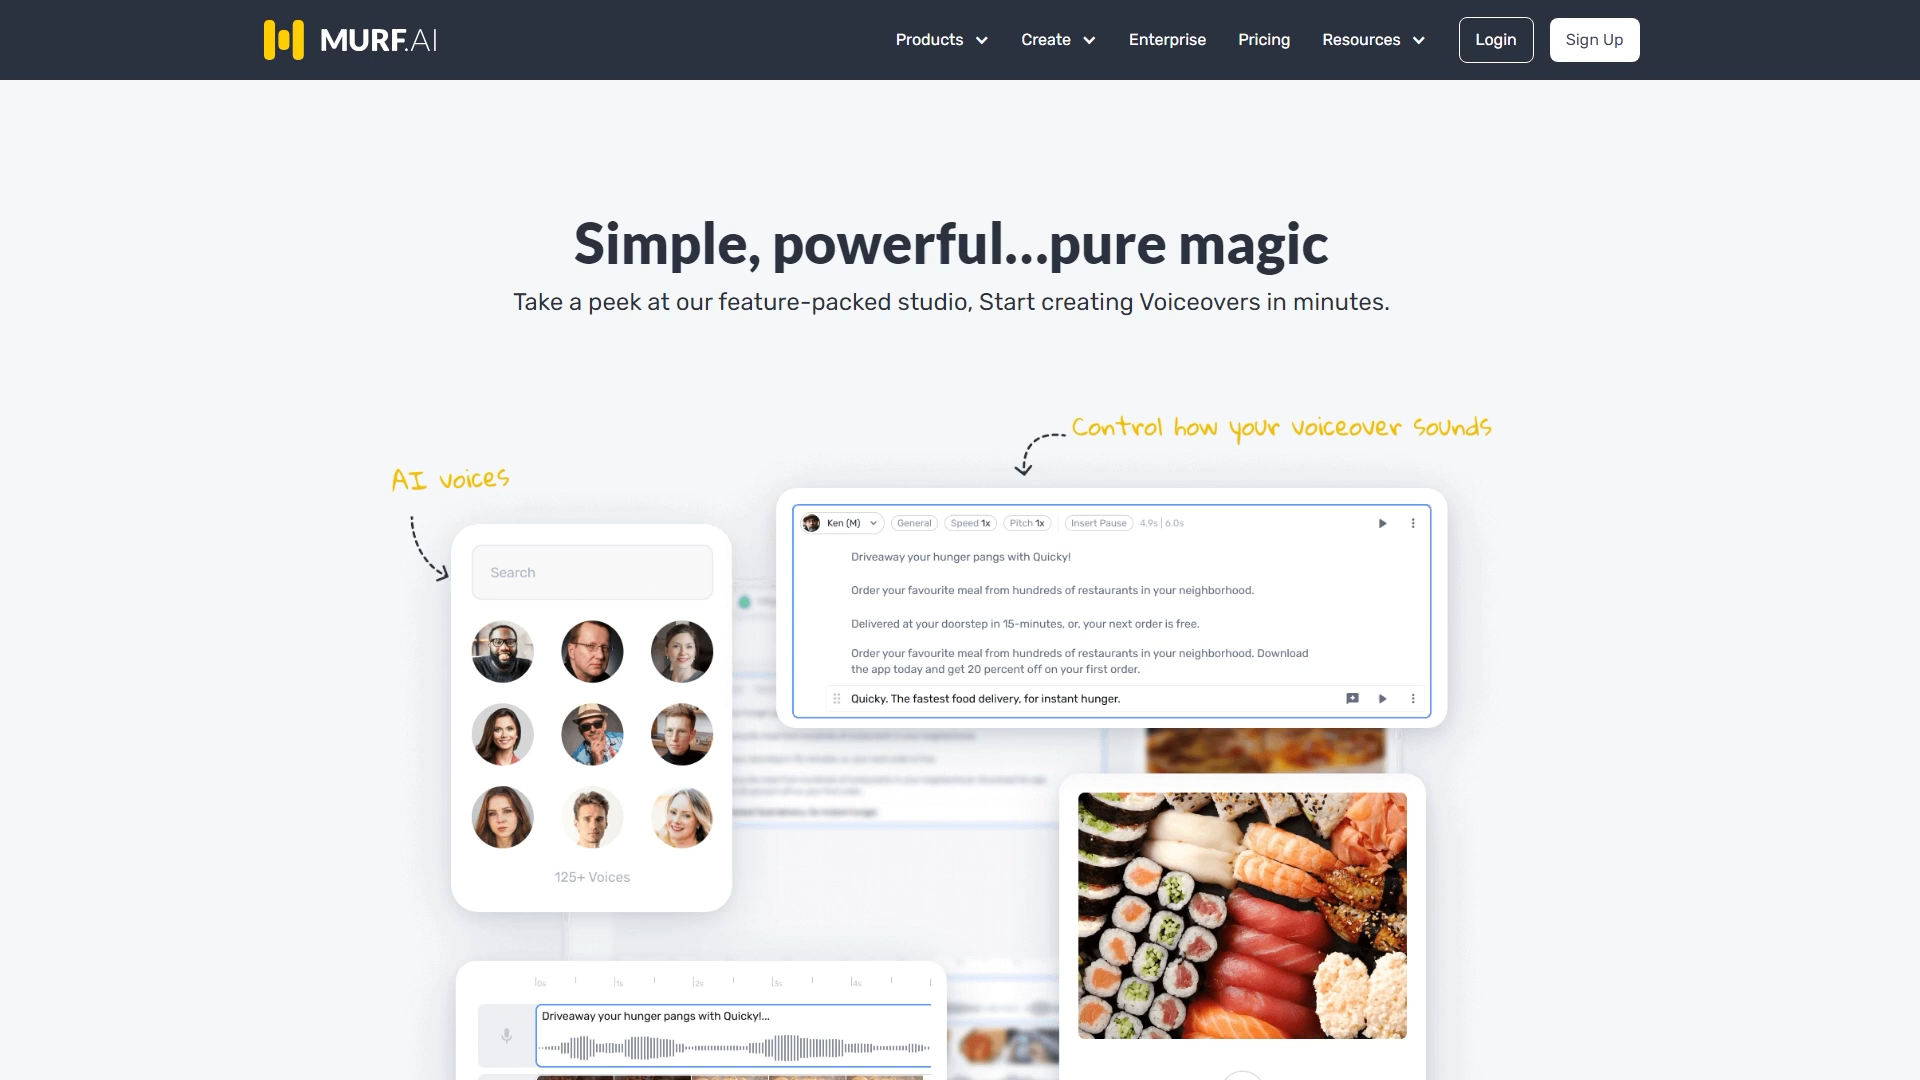 MURF.AI
Products
Create
Enterprise
Pricing
Resources
Login
Sign Up
Simple, powerful...pure magic
Take a peek at our feature-packed studio, Start creating Voiceovers in minutes.
Control how your voiceover sounds
AI voices
Ken (M)
General
Speed 1x
Pitch 1x
Insert Pause
4.9s | 6.0s
Driveaway your hunger pangs with Quicky!
Order your favourite meal from hundreds of restaurants in your neighborhood.
Delivered at your doorstep in 15-minutes, or, your next order is free.
Order your favourite meal from hundreds of restaurants in your neighborhood. Download
the app today and get 20 percent off on your first order.
Quicky. The fastest food delivery, for instant hunger.
Search
125+ Voices
0s
1s
2s
3s
4s
Driveaway your hunger pangs with Quicky!...